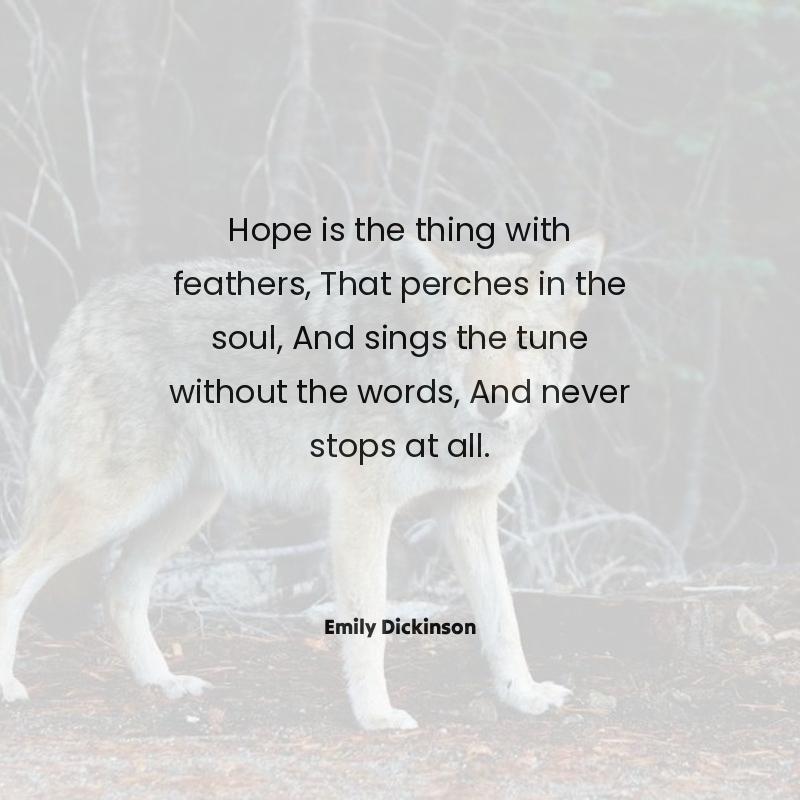 Hope is the thing with
feathers, That perches in the
soul, And sings the tune
without the words, And never
stops at all.
Emily Dickinson